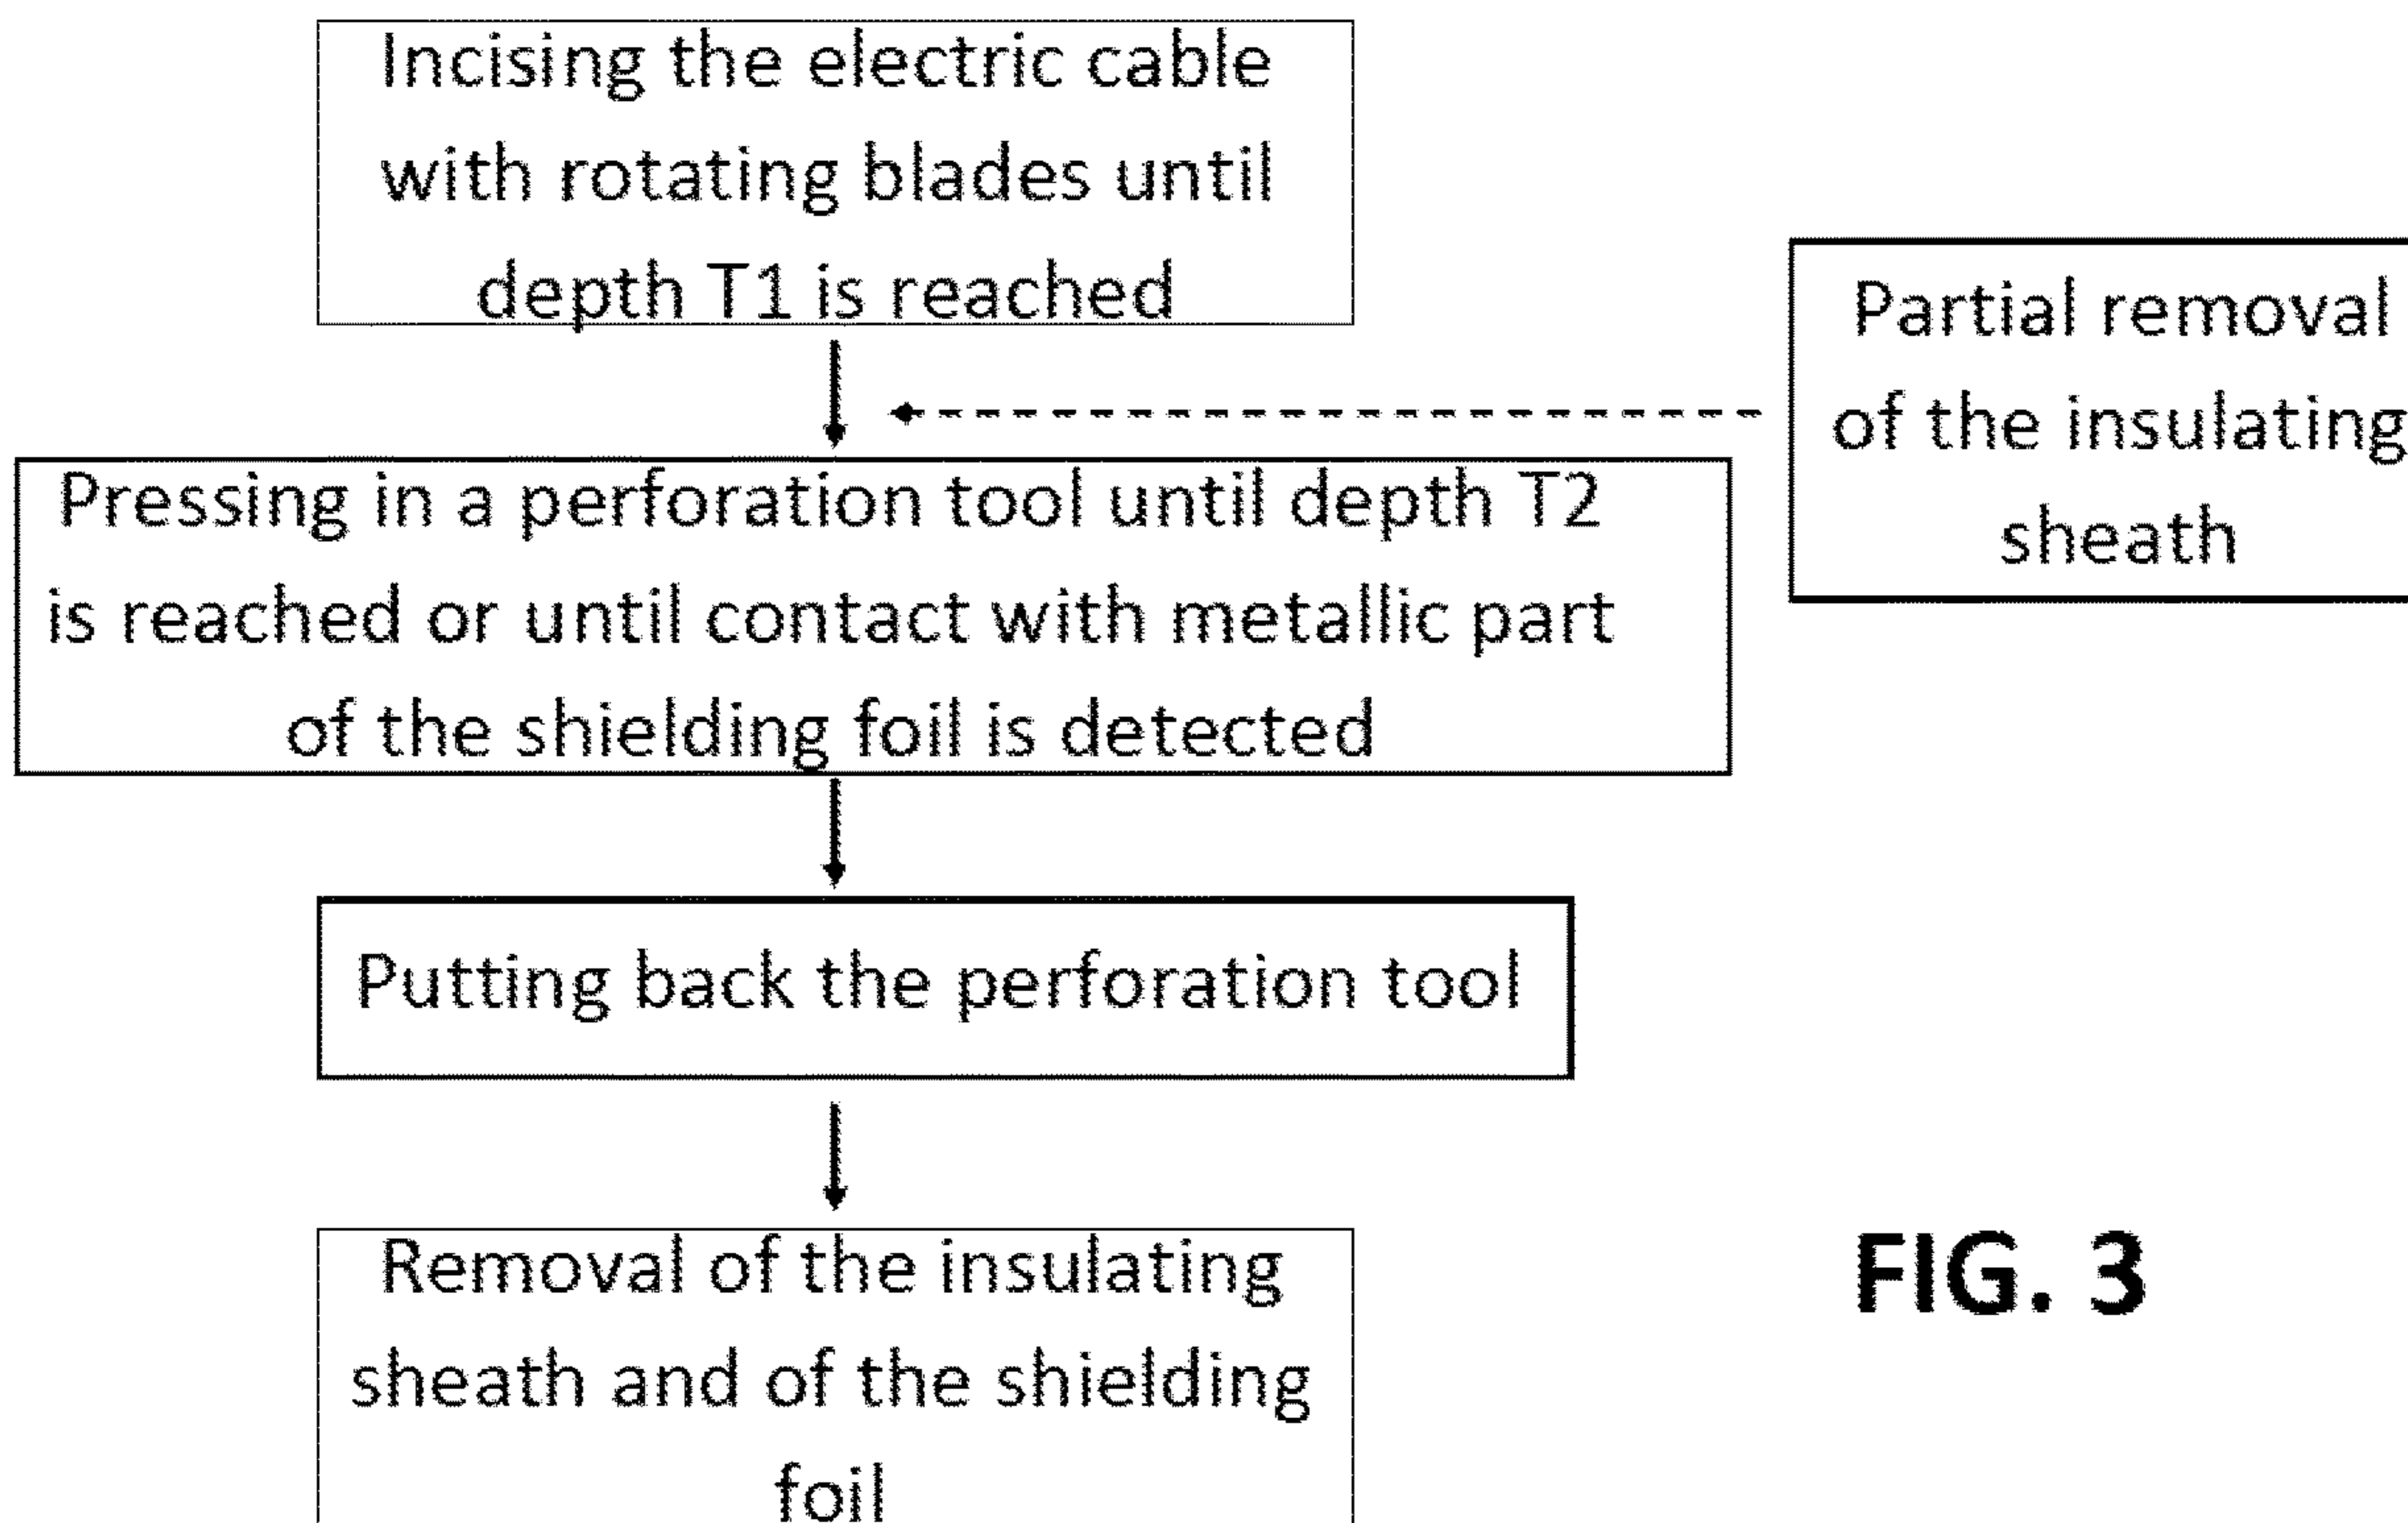 Incising the electric cable
with rotating blades until
depth T1 is reached
Partial removal
of the insulating
sheath
Pressing in a perforation tool until depth T2
is reached or until contact with metallic part
of the shielding foil is detected
Putting back the perforation tool
Removal of the insulating
sheath and of the shielding
foil
FIG. 3